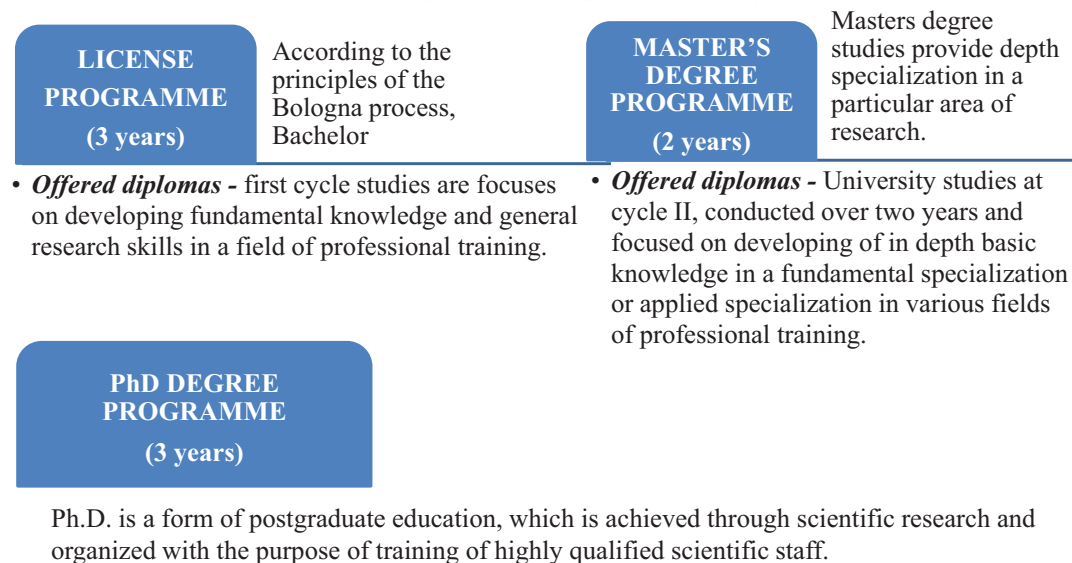 LICENSE
PROGRAMME
(3 years)
According to the
principles of the
Bologna process,
Bachelor
• Offered diplomas - first cycle studies are focuses
on developing fundamental knowledge and general
research skills in a field of professional training.
MASTER'S
DEGREE
PROGRAMME
(2 years)
Masters degree
studies provide depth
specialization in a
particular area of
research.
• Offered diplomas - University studies at
cycle II, conducted over two years and
focused on developing of in depth basic
knowledge in a fundamental specialization
or applied specialization in various fields
of professional training.
PhD DEGREE
PROGRAMME
(3 years)
Ph.D. is a form of postgraduate education, which is achieved through scientific research and
organized with the purpose of training of highly qualified scientific staff.